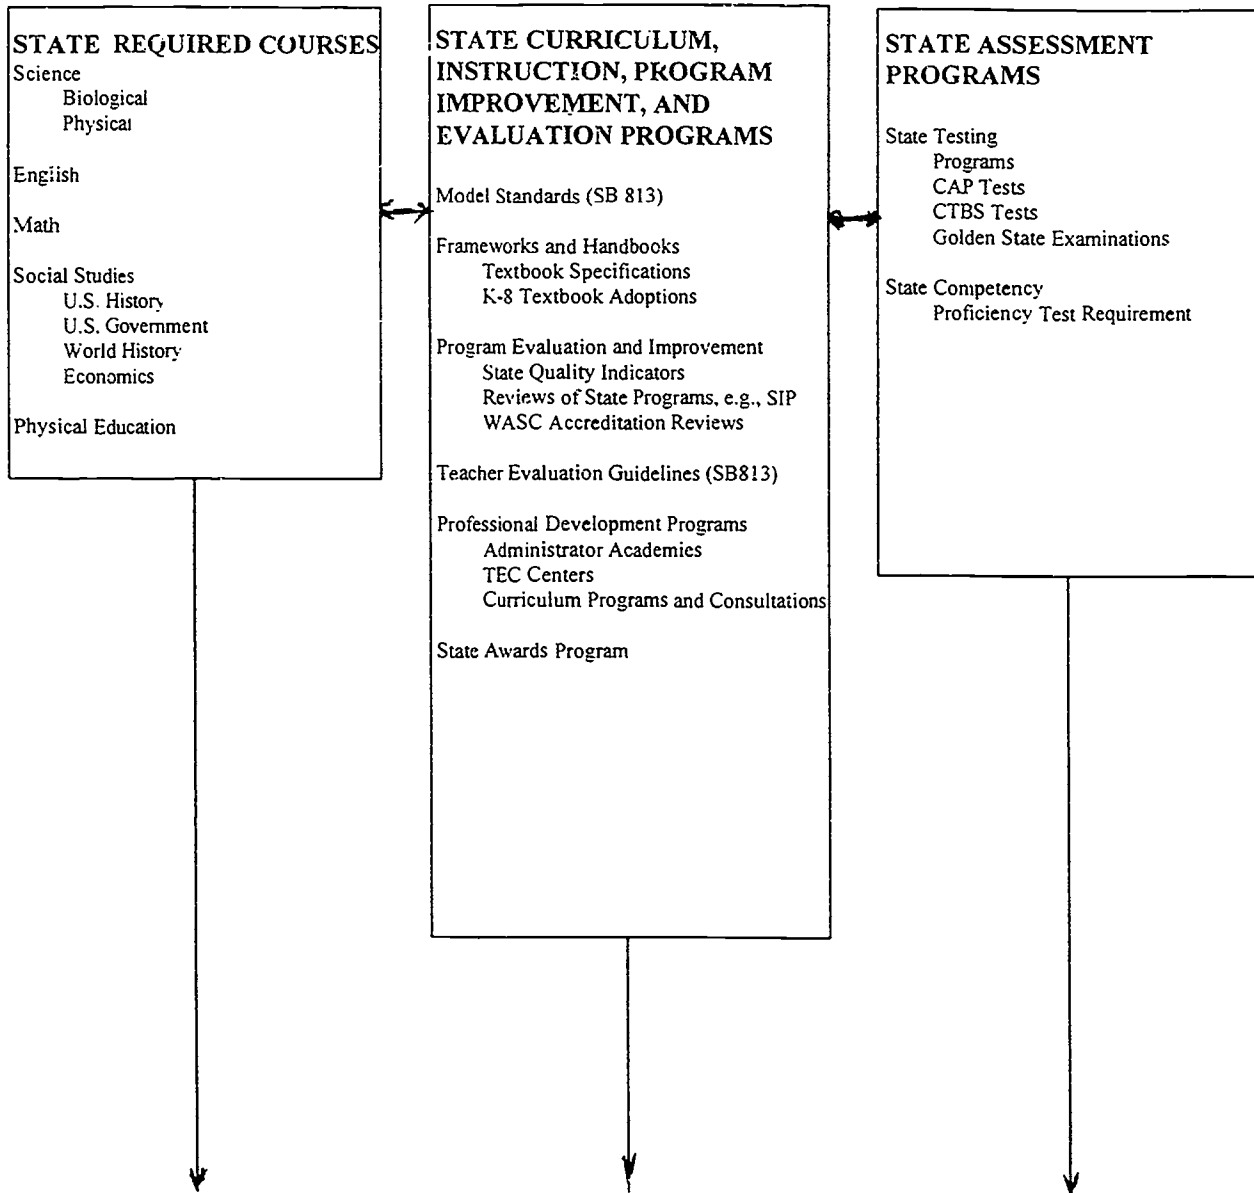 STATE REQUIRED COURSES
Science
Biological
Physical
English
Math
Social Studies
U.S. History
U.S. Government
World History
Economics
Physical Education
STATE CURRICULUM,
INSTRUCTION, PROGRAM
IMPROVEMENT, AND
EVALUATION PROGRAMS
Model Standards (SB 813)
Frameworks and Handbooks
Textbook Specifications
K-8 Textbook Adoptions
Program Evaluation and Improvement
State Quality Indicators
Reviews of State Programs, e.g., SIP
WASC Accreditation Reviews
Teacher Evaluation Guidelines (SB813)
Professional Development Programs
Administrator Academies
TEC Centers
Curriculum Programs and Consultations
State Awards Program
STATE ASSESSMENT
PROGRAMS
State Testing
Programs
CAP Tests
CTBS Tests
Golden State Examinations
State Competency
Proficiency Test Requirement